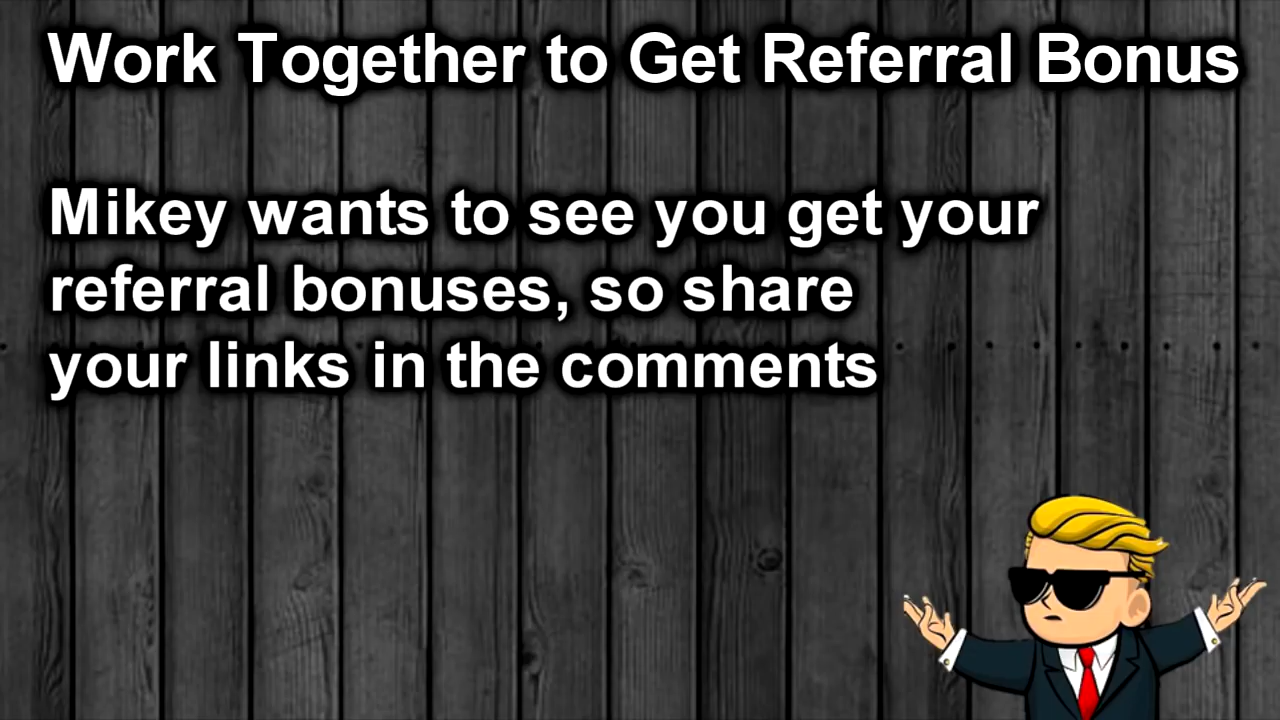 Work Together to Get Referral Bonus
Mikey wants to see you get your
referral bonuses, so share
your links in the comments